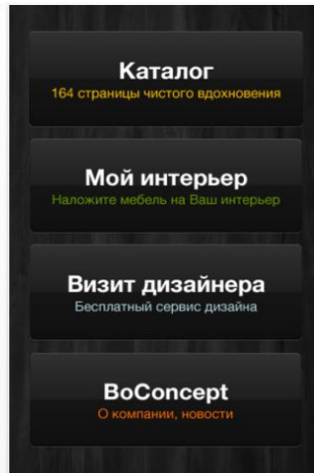 Каталог
164 страницы чистого вдохновения
Мой интерьер
Наложите мебель на Ваш интерьер
Визит дизайнера
Бесплатный сервис дизайна
BoConcept
О компании, новости